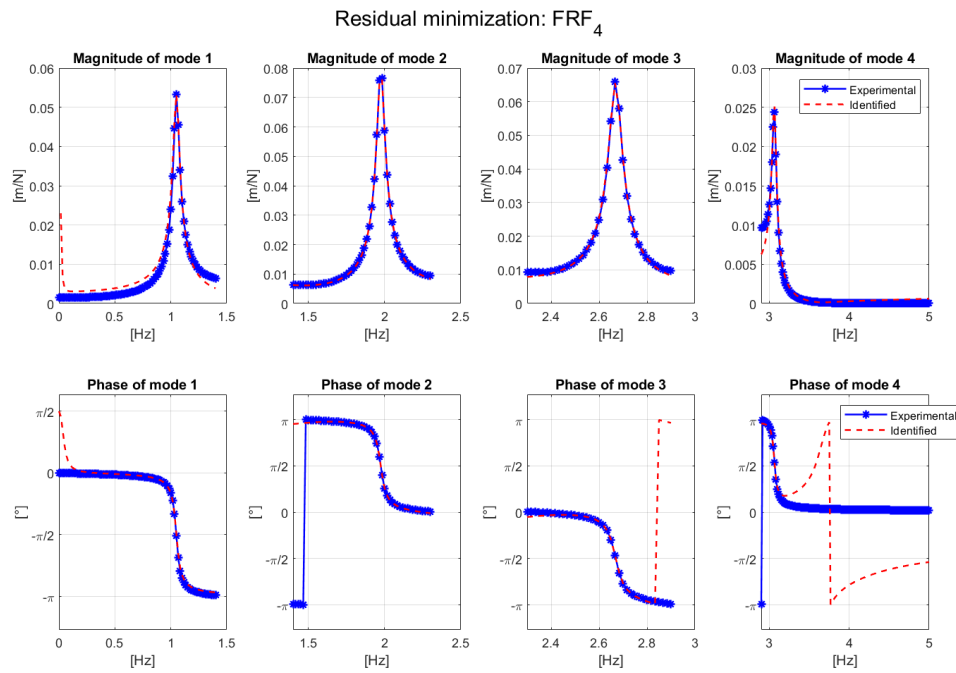 Residual minimization: FRF4
Magnitude of mode 1
Magnitude of mode 2
Magnitude of mode 3
Magnitude of mode 4
[m/N]
0.06
0.05
0.04
0.03
0.02
0.01
0
0
0.5
1
1.5
[Hz]
[m/N]
0.08
0.07
0.06
0.05
0.04
0.03
0.02
0.01
0
1.5
2
2.5
[Hz]
[m/N]
0.07
0.06
0.05
0.04
0.03
0.02
0.01
0
2.4
2.6
2.8
3
[Hz]
[m/N]
0.03
0.025
0.02
0.015
0.01
0.005
0
3
4
5
[Hz]
Experimental
Identified
Phase of mode 1
Phase of mode 2
Phase of mode 3
Phase of mode 4
[°]
π/2
0
-π/2
-π
0
0.5
1
1.5
[Hz]
[°]
π
π/2
0
-π/2
-π
1.5
2
2.5
[Hz]
[°]
π
π/2
0
-π/2
-π
2.4
2.6
2.8
3
[Hz]
[°]
π
π/2
0
-π/2
-π
3
4
5
[Hz]
Experimental
Identified